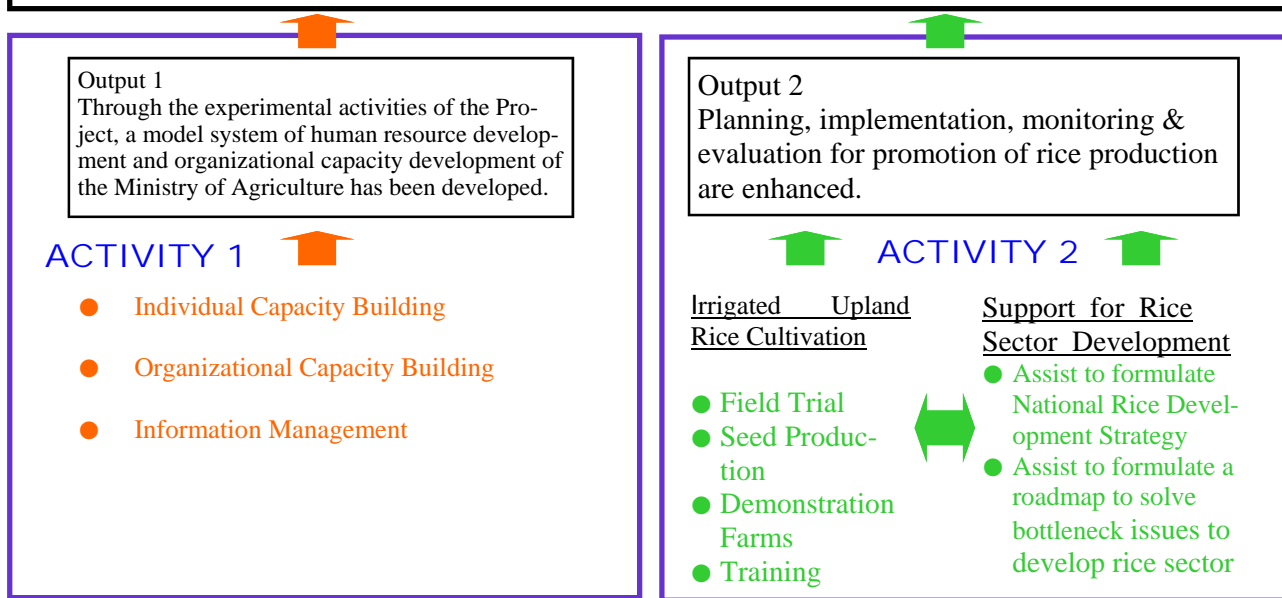 Output 1
Through the experimental activities of the Pro-
ject, a model system of human resource develop-
ment and organizational capacity development of
the Ministry of Agriculture has been developed.
ACTIVITY 1
● Individual Capacity Building
● Organizational Capacity Building
● Information Management
Output 2
Planning, implementation, monitoring &
evaluation for promotion of rice production
are enhanced.
ACTIVITY 2
Irrigated Upland
Rice Cultivation
● Field Trial
● Seed Produc-
tion
● Demonstration
Farms
● Training
Support for Rice
Sector Development
● Assist to formulate
National Rice Devel-
opment Strategy
● Assist to formulate a
roadmap to solve
bottleneck issues to
develop rice sector